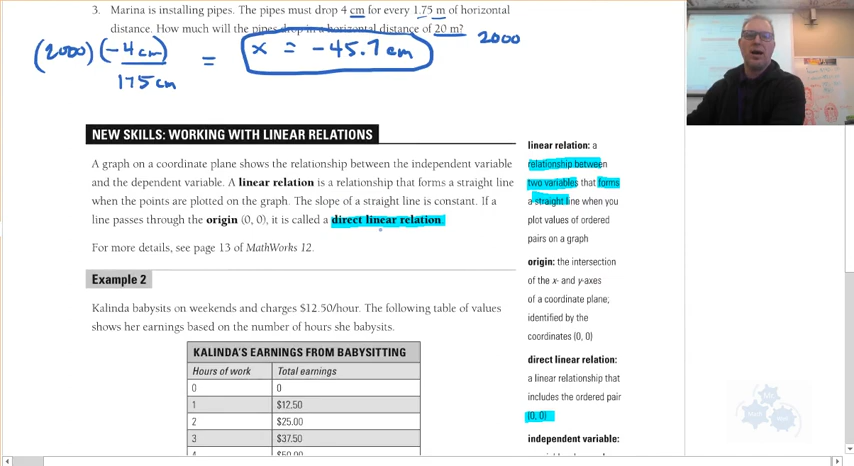 3. Marina is installing pipes. The pipes must drop 4 cm for every 1.75 m of horizontal
distance. How much will the pipes drop in a horizontal distance of 20 m?
2000
(2000) (-4cm) = x = -45.7 cm
175cm
NEW SKILLS: WORKING WITH LINEAR RELATIONS
A graph on a coordinate plane shows the relationship between the independent variable
and the dependent variable. A linear relation is a relationship that forms a straight line
when the points are plotted on the graph. The slope of a straight line is constant. If a
line passes through the origin (0, 0), it is called a direct linear relation.
For more details, see page 13 of MathWorks 12.
Example 2
Kalinda babysits on weekends and charges $12.50/hour. The following table of values
shows her earnings based on the number of hours she babysits.
KALINDA'S EARNINGS FROM BABYSITTING
Hours of work Total earnings
0 0
1 $12.50
2 $25.00
3 $37.50
4 $50.00
linear relation: a
relationship between
two variables that forms
a straight line when you
plot values of ordered
pairs on a graph
origin: the intersection
of the x- and y-axes
of a coordinate plane;
identified by the
coordinates (0, 0)
direct linear relation:
a linear relationship that
includes the ordered pair
(0, 0)
independent variable: